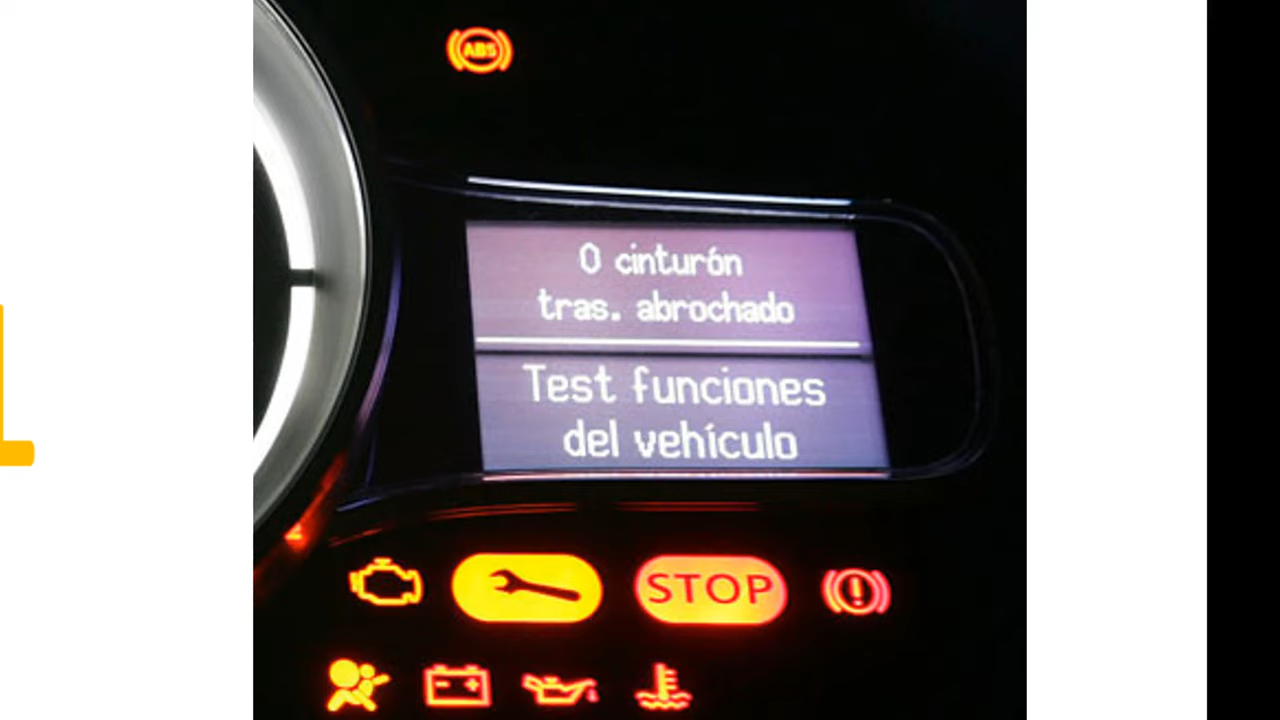 ABS
0 cinturón
tras. abrochado
Test funciones
del vehículo
STOP